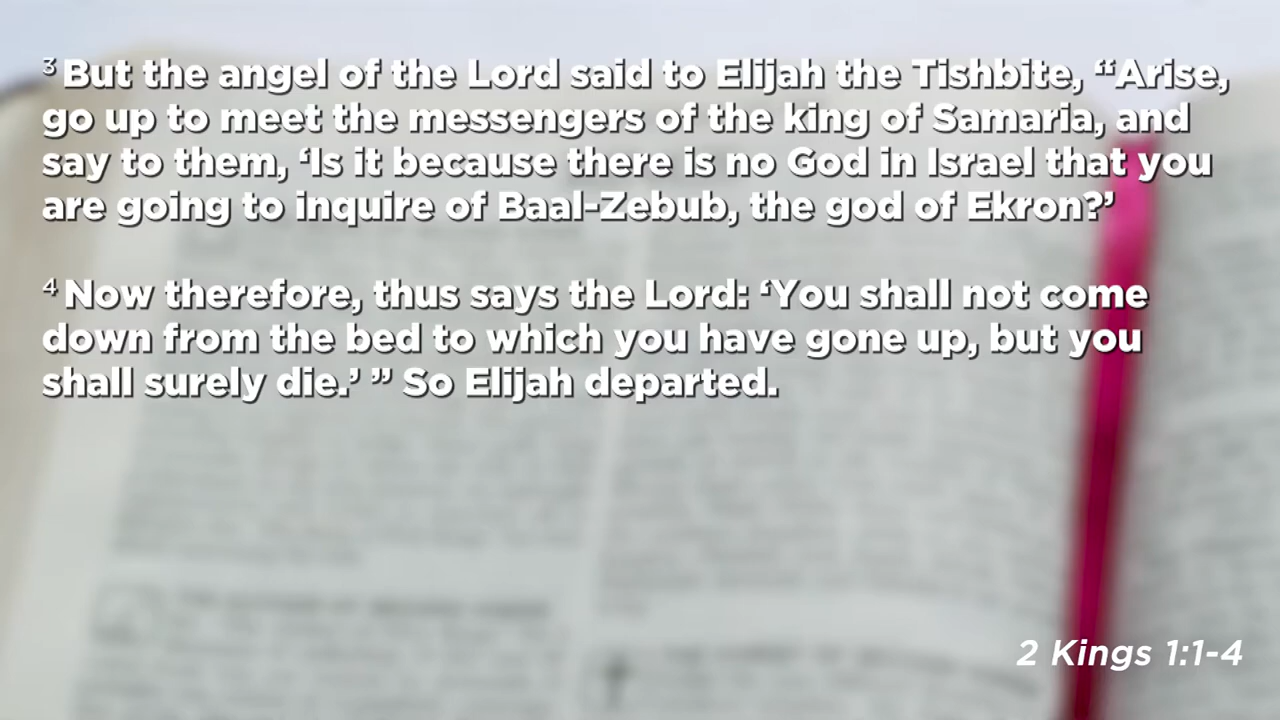 3 But the angel of the Lord said to Elijah the Tishbite, “Arise,
go up to meet the messengers of the king of Samaria, and
say to them, ‘Is it because there is no God in Israel that you
are going to inquire of Baal-Zebub, the god of Ekron?’
4 Now therefore, thus says the Lord: ‘You shall not come
down from the bed to which you have gone up, but you
shall surely die.’ ” So Elijah departed.
2 Kings 1:1-4